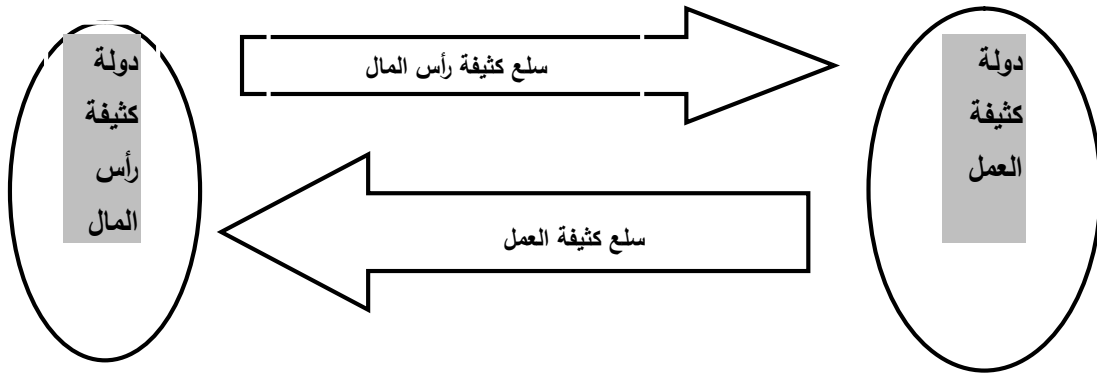 دولة
كثيفة
العمل
سلع كثيفة رأس المال
سلع كثيفة العمل
دولة
كثيفة
رأس
المال